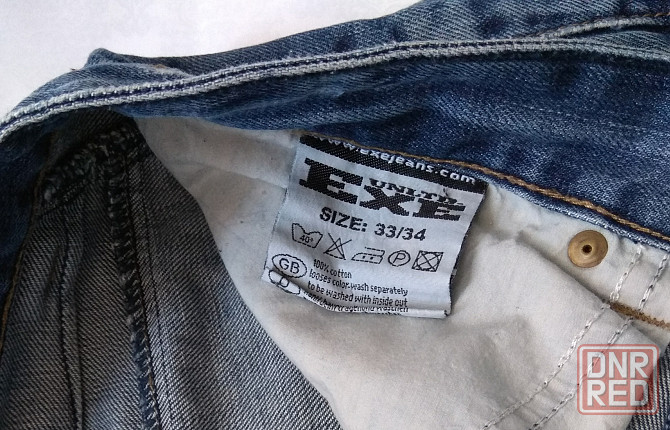 www.exejeans.com
UNLTD.
EXE
SIZE: 33/34
40°
P
GB
100% cotton
looses color-wash separately
to be washed with inside out
DNR
RED